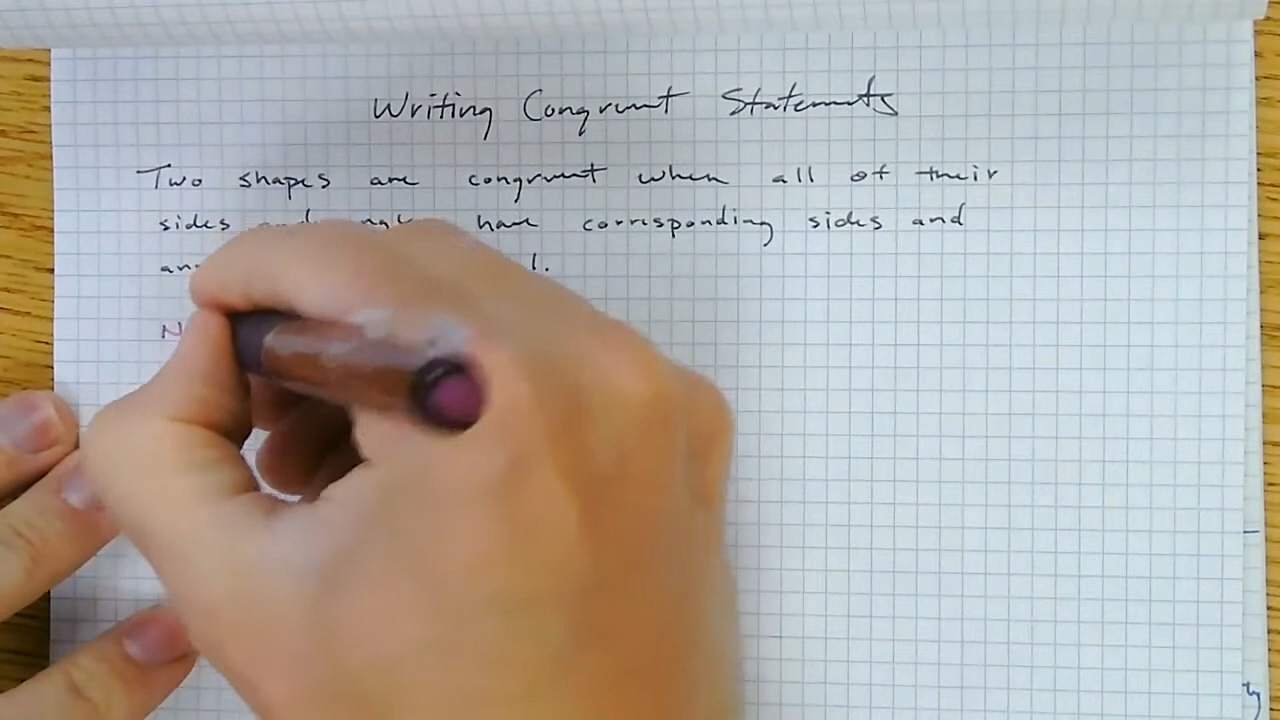 Writing Congruent Statements
Two shapes are congruent when all of their
sides have corresponding sides and